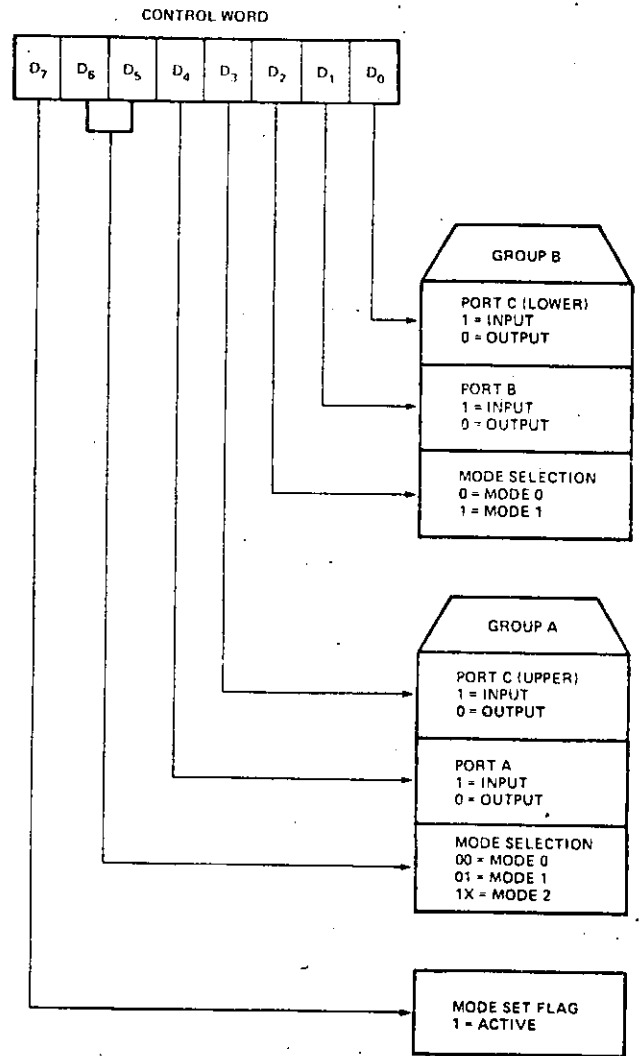 CONTROL WORD
D7 D6 D5 D4 D3 D2 D1 D0
GROUP B
PORT C (LOWER)
1 = INPUT
0 = OUTPUT
PORT B
1 = INPUT
0 = OUTPUT
MODE SELECTION
0 = MODE 0
1 = MODE 1
GROUP A
PORT C (UPPER)
1 = INPUT
0 = OUTPUT
PORT A
1 = INPUT
0 = OUTPUT
MODE SELECTION
00 = MODE 0
01 = MODE 1
1X = MODE 2
MODE SET FLAG
1 = ACTIVE